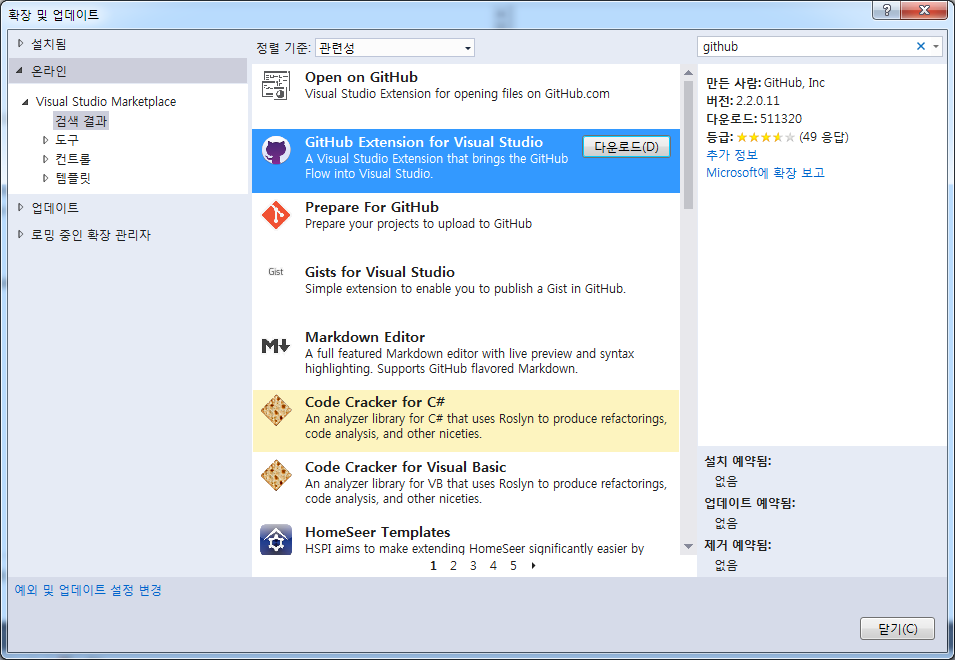 확장 및 업데이트
설치됨
온라인
Visual Studio Marketplace
검색 결과
도구
컨트롤
템플릿
업데이트
로밍 중인 확장 관리자
정렬 기준: 관련성
Open on GitHub
Visual Studio Extension for opening files on GitHub.com
GitHub Extension for Visual Studio
A Visual Studio Extension that brings the GitHub
Flow into Visual Studio.
다운로드(D)
Prepare For GitHub
Prepare your projects to upload to GitHub
Gist
Gists for Visual Studio
Simple extension to enable you to publish a Gist in GitHub.
M
Markdown Editor
A full featured Markdown editor with live preview and syntax
highlighting. Supports GitHub flavored Markdown.
Code Cracker for C#
An analyzer library for C# that uses Roslyn to produce refactorings,
code analysis, and other niceties.
Code Cracker for Visual Basic
An analyzer library for VB that uses Roslyn to produce refactorings,
code analysis, and other niceties.
HomeSeer Templates
HSPI aims to make extending HomeSeer significantly easier by
1 2 3 4 5
github
만든 사람: GitHub, Inc
버전: 2.2.0.11
다운로드: 511320
등급: (49 응답)
추가 정보
Microsoft에 확장 보고
설치 예약됨:
없음
업데이트 예약됨:
없음
제거 예약됨:
없음
예외 및 업데이트 설정 변경
닫기(C)